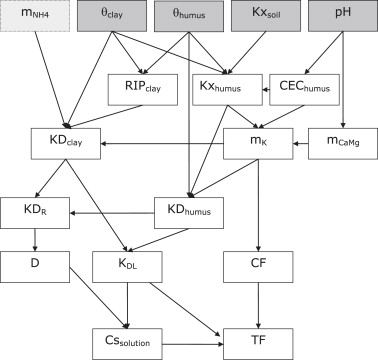 mNH4 θclay θhumus Kxsoil pH
RIPclay Kxhumus CEChumus
KDclay mK mCaMg
KDR KDhumus
D KDL CF
Cssolution TF